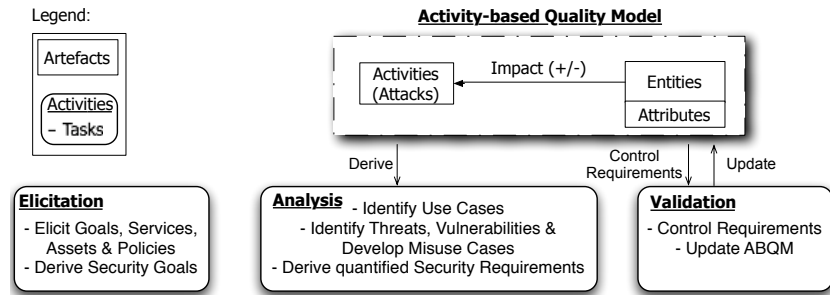 Legend:
Artefacts
Activities
– Tasks
Activity-based Quality Model
Activities
(Attacks)
Impact (+/-)
Entities
Attributes
Derive
Control
Requirements
Update
Elicitation
- Elicit Goals, Services,
Assets & Policies
- Derive Security Goals
Analysis
- Identify Use Cases
- Identify Threats, Vulnerabilities &
Develop Misuse Cases
- Derive quantified Security Requirements
Validation
- Control Requirements
- Update ABQM